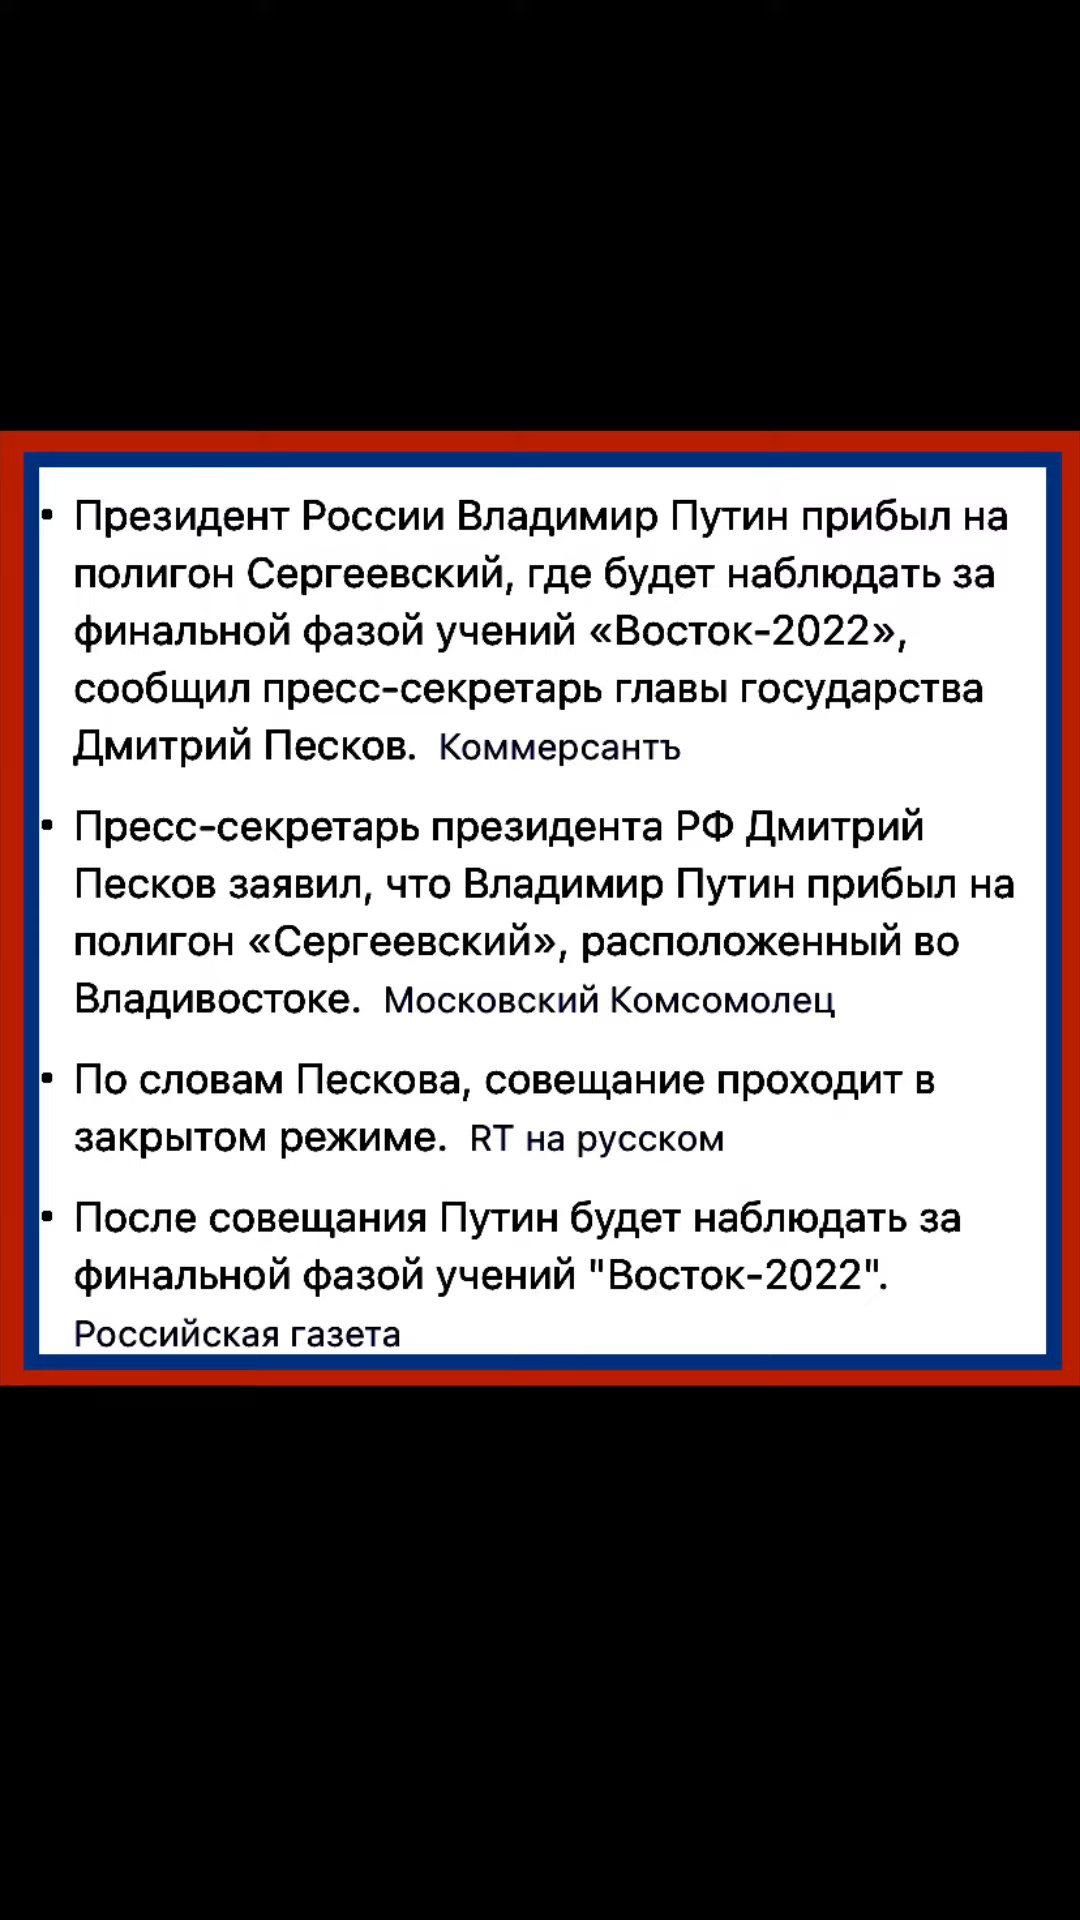 • Президент России Владимир Путин прибыл на
полигон Сергеевский, где будет наблюдать за
финальной фазой учений «Восток-2022»,
сообщил пресс-секретарь главы государства
Дмитрий Песков. Коммерсантъ
• Пресс-секретарь президента РФ Дмитрий
Песков заявил, что Владимир Путин прибыл на
полигон «Сергеевский», расположенный во
Владивостоке. Московский Комсомолец
• По словам Пескова, совещание проходит в
закрытом режиме. RT на русском
• После совещания Путин будет наблюдать за
финальной фазой учений "Восток-2022".
Российская газета